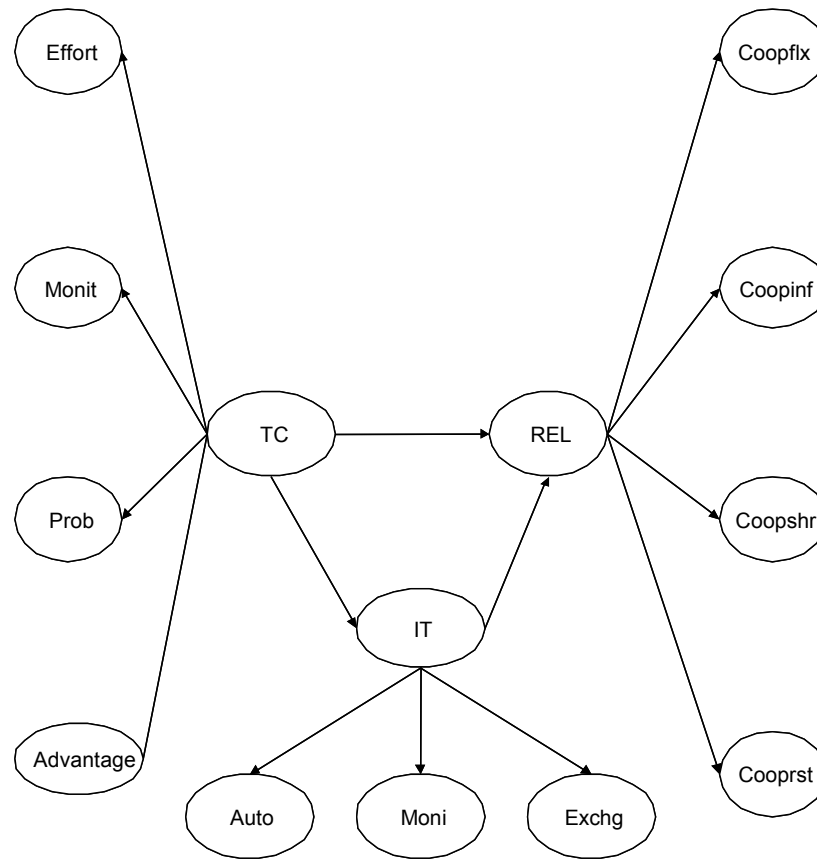 Effort
Coopflx
Monit
Coopinf
TC
REL
Prob
Coopshr
IT
Advantage
Cooprst
Auto
Moni
Exchg